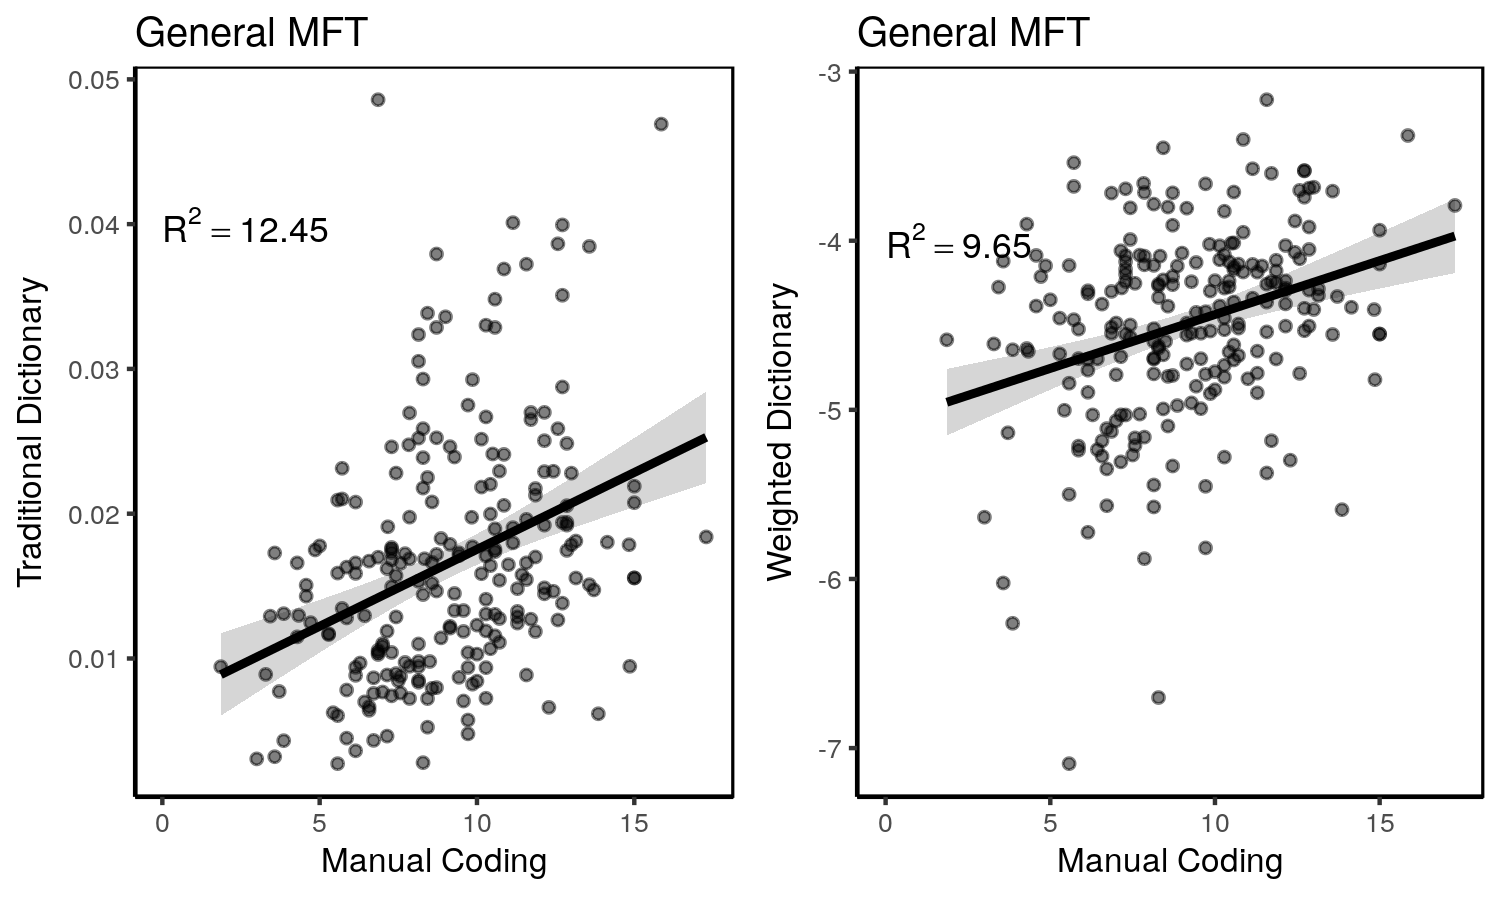 General MFT
0.05
0.04
0.03
0.02
0.01
Traditional Dictionary
R² = 12.45
0 5 10 15
Manual Coding
General MFT
-3
-4
-5
-6
-7
Weighted Dictionary
R² = 9.65
0 5 10 15
Manual Coding